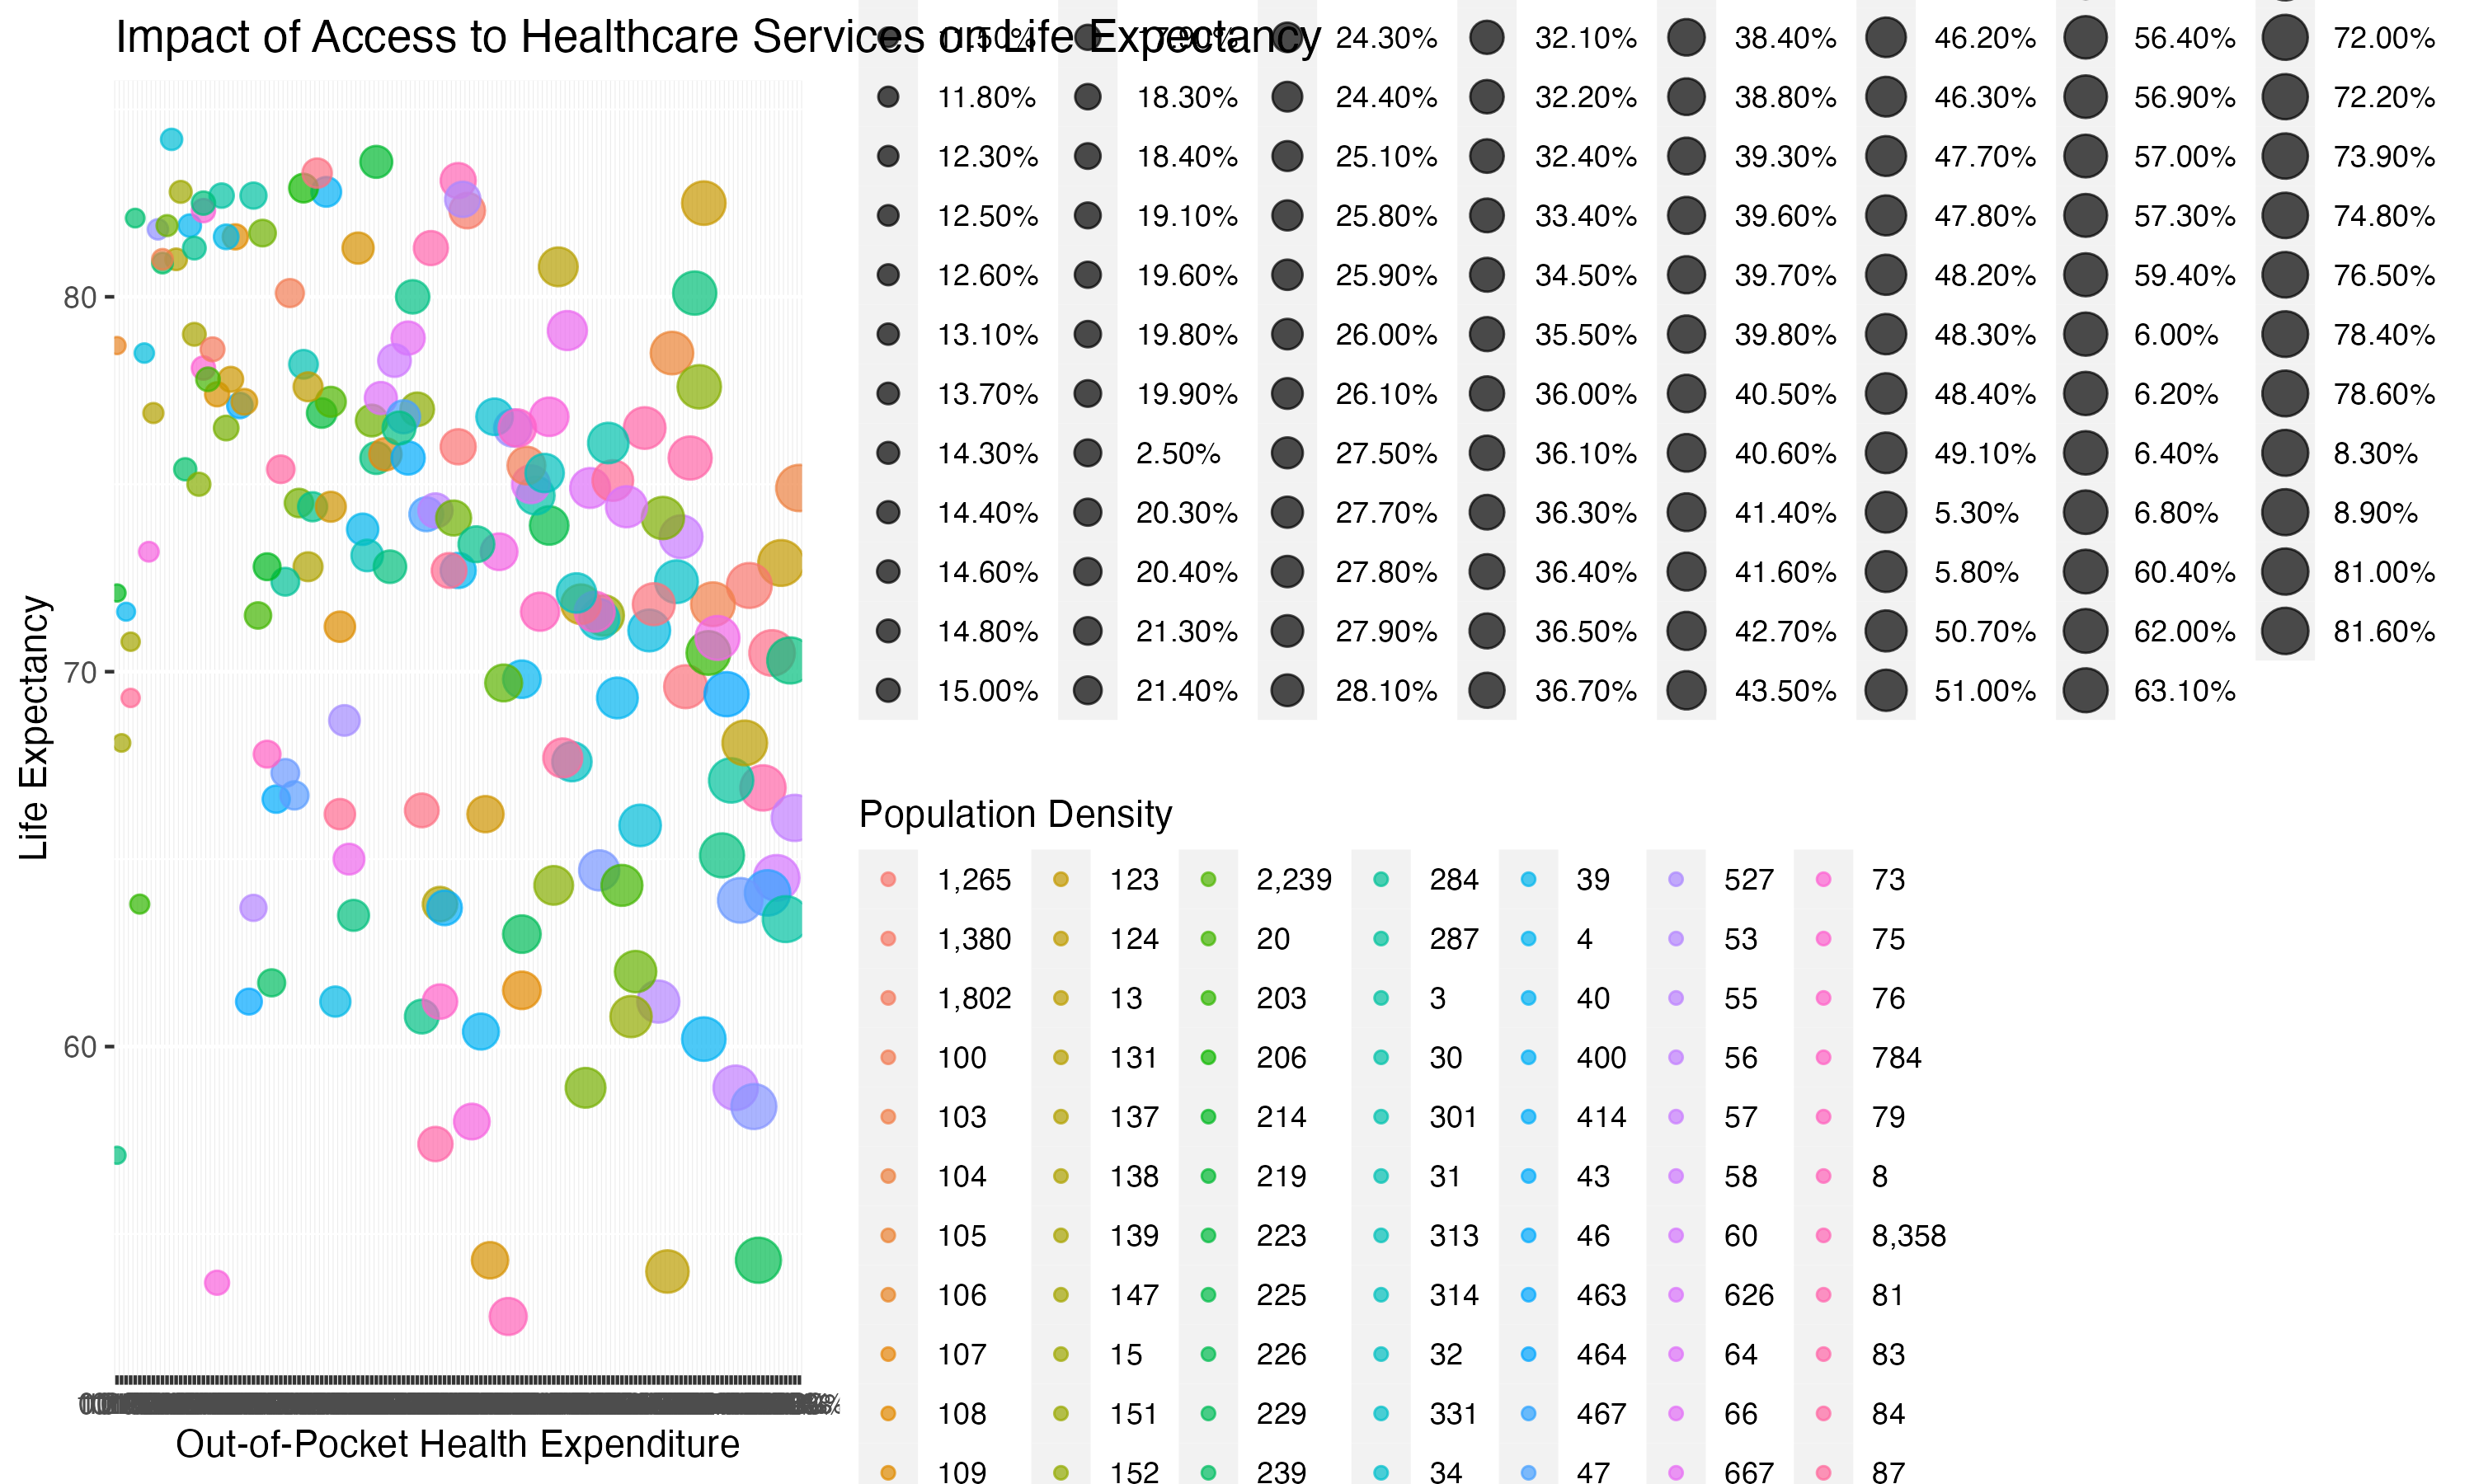 Impact of Access to Healthcare Services on Life Expectancy
11.50% 17.90% 24.30% 32.10% 38.40% 46.20% 56.40% 72.00%
11.80% 18.30% 24.40% 32.20% 38.80% 46.30% 56.90% 72.20%
12.30% 18.40% 25.10% 32.40% 39.30% 47.70% 57.00% 73.90%
12.50% 19.10% 25.80% 33.40% 39.60% 47.80% 57.30% 74.80%
12.60% 19.60% 25.90% 34.50% 39.70% 48.20% 59.40% 76.50%
13.10% 19.80% 26.00% 35.50% 39.80% 48.30% 6.00% 78.40%
13.70% 19.90% 26.10% 36.00% 40.50% 48.40% 6.20% 78.60%
14.30% 2.50% 27.50% 36.10% 40.60% 49.10% 6.40% 8.30%
14.40% 20.30% 27.70% 36.30% 41.40% 5.30% 6.80% 8.90%
14.60% 20.40% 27.80% 36.40% 41.60% 5.80% 60.40% 81.00%
14.80% 21.30% 27.90% 36.50% 42.70% 50.70% 62.00% 81.60%
15.00% 21.40% 28.10% 36.70% 43.50% 51.00% 63.10%
Life Expectancy
80
70
60
Out-of-Pocket Health Expenditure
Population Density
1,265 123 2,239 284 39 527 73
1,380 124 20 287 4 53 75
1,802 13 203 3 40 55 76
100 131 206 30 400 56 784
103 137 214 301 414 57 79
104 138 219 31 43 58 8
105 139 223 313 46 60 8,358
106 147 225 314 463 626 81
107 15 226 32 464 64 83
108 151 229 331 467 66 84
109 152 239 34 47 667 87